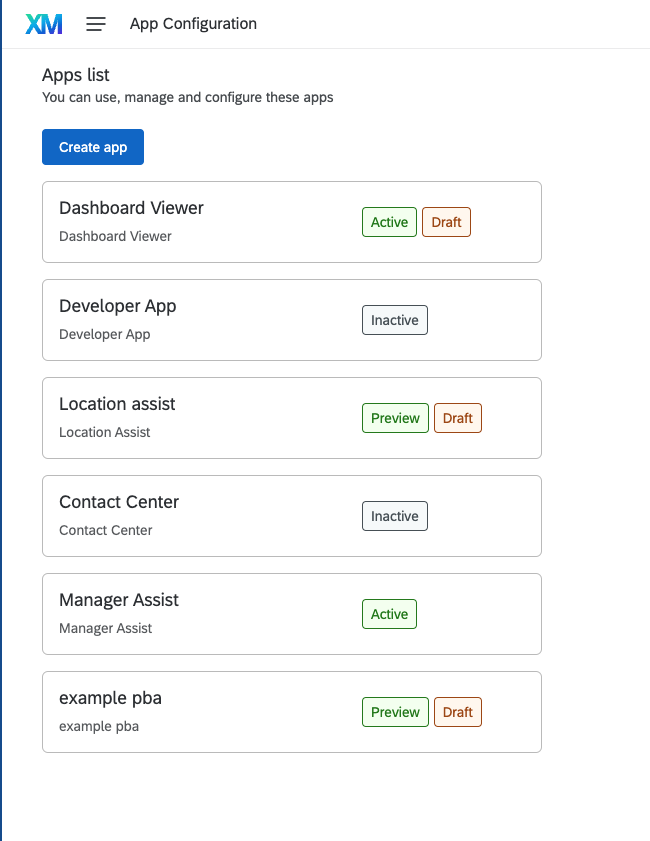 XM App Configuration
Apps list
You can use, manage and configure these apps
Create app
Dashboard Viewer
Dashboard Viewer
Active Draft
Developer App
Developer App
Inactive
Location assist
Location Assist
Preview Draft
Contact Center
Contact Center
Inactive
Manager Assist
Manager Assist
Active
example pba
example pba
Preview Draft